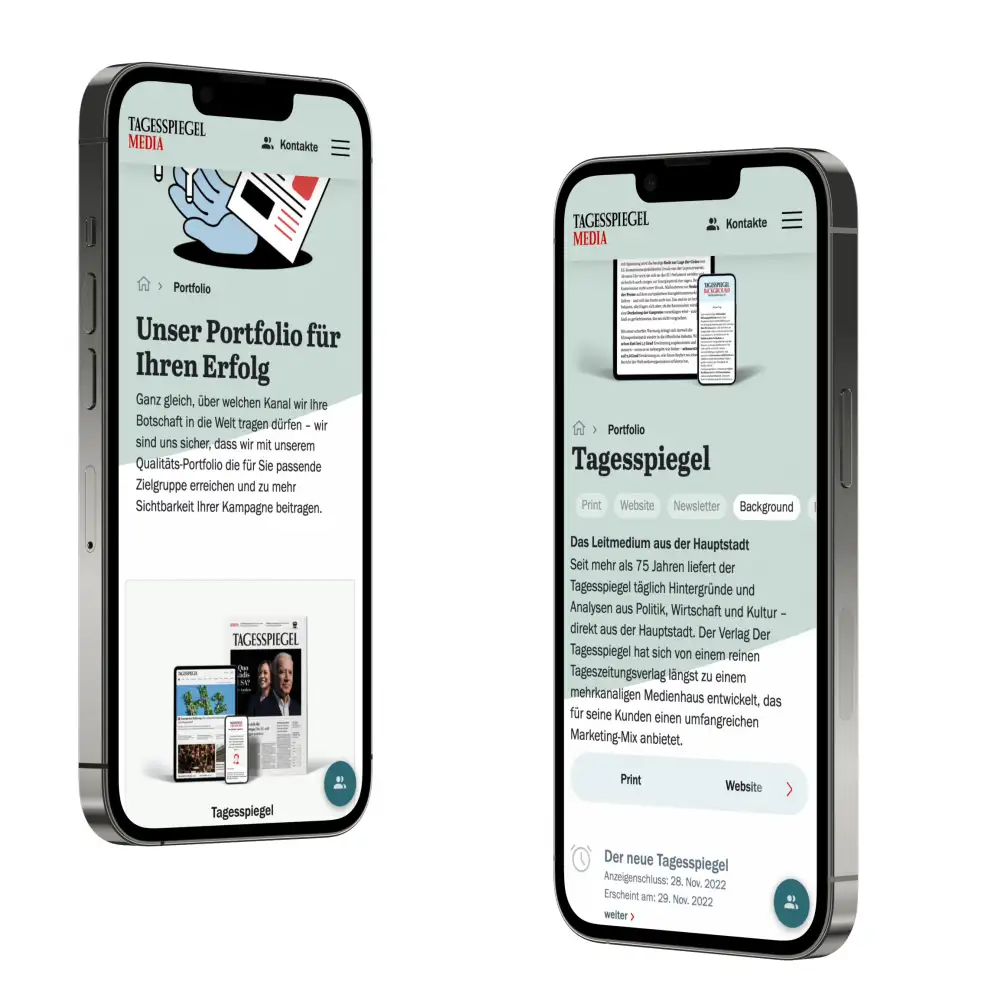 TAGESSPIEGEL
MEDIA
Kontakte
Portfolio
Unser Portfolio für
Ihren Erfolg
Ganz gleich, über welchen Kanal wir Ihre
Botschaft in die Welt tragen dürfen – wir
sind uns sicher, dass wir mit unserem
Qualitäts-Portfolio die für Sie passende
Zielgruppe erreichen und zu mehr
Sichtbarkeit Ihrer Kampagne beitragen.
TAGESSPIEGEL
Tagesspiegel
TAGESSPIEGEL
MEDIA
Kontakte
TAGESSPIEGEL
BACKGROUND
Portfolio
Tagesspiegel
Print Website Newsletter Background
Das Leitmedium aus der Hauptstadt
Seit mehr als 75 Jahren liefert der
Tagesspiegel täglich Hintergründe und
Analysen aus Politik, Wirtschaft und Kultur –
direkt aus der Hauptstadt. Der Verlag Der
Tagesspiegel hat sich von einem reinen
Tageszeitungsverlag längst zu einem
mehrkanaligen Medienhaus entwickelt, das
für seine Kunden einen umfangreichen
Marketing-Mix anbietet.
Print Website
Der neue Tagesspiegel
Anzeigenschluss: 28. Nov. 2022
Erscheint am: 29. Nov. 2022
weiter